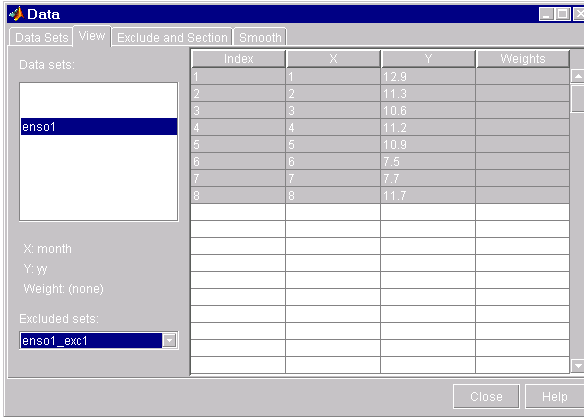 Data
Data Sets View Exclude and Section Smooth
Data sets:
enso1
X: month
Y: yy
Weight: (none)
Excluded sets:
enso1_exc1
Index X Y Weights
1 1 12.9
2 2 11.3
3 3 10.6
4 4 11.2
5 5 10.9
6 6 7.5
7 7 7.7
8 8 11.7
Close Help